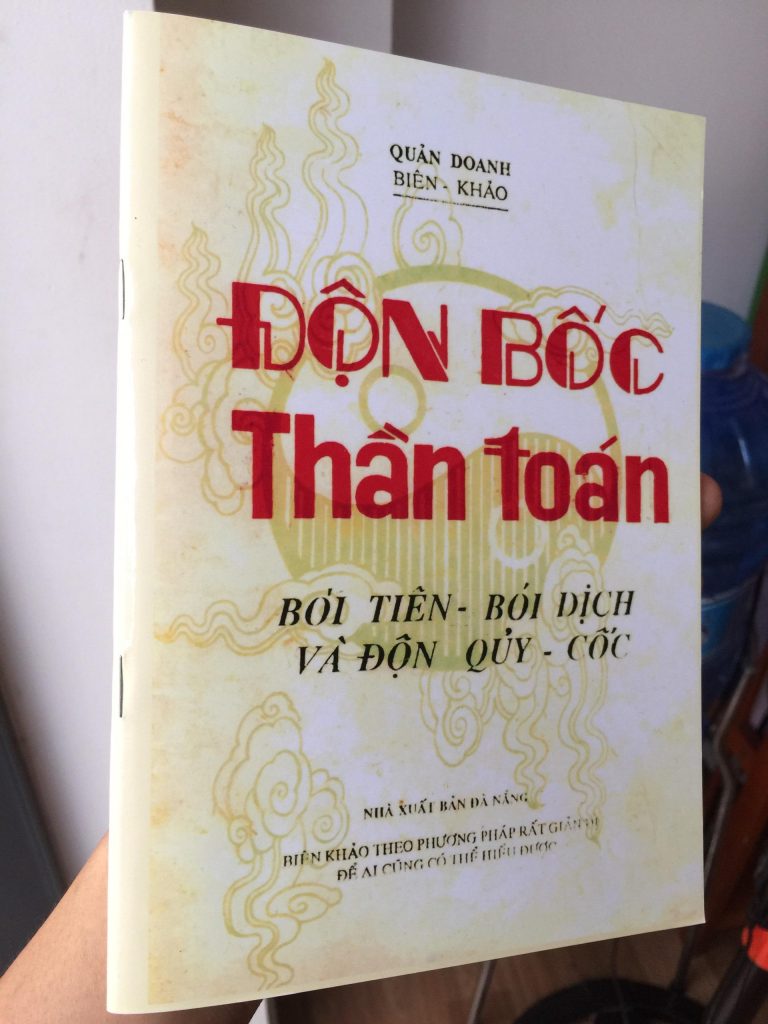 QUẢN DOANH
BIÊN - KHẢO
ĐỘN BỐC
Thần toán
BÓI TIỀN - BÓI DỊCH
VÀ ĐỘN QỦY - CỐC
NHÀ XUẤT BẢN ĐÀ NẴNG
BIÊN KHẢO THEO PHƯƠNG PHÁP RẤT GIẢN DỊ
ĐỂ AI CŨNG CÓ THỂ HIỂU ĐƯỢC